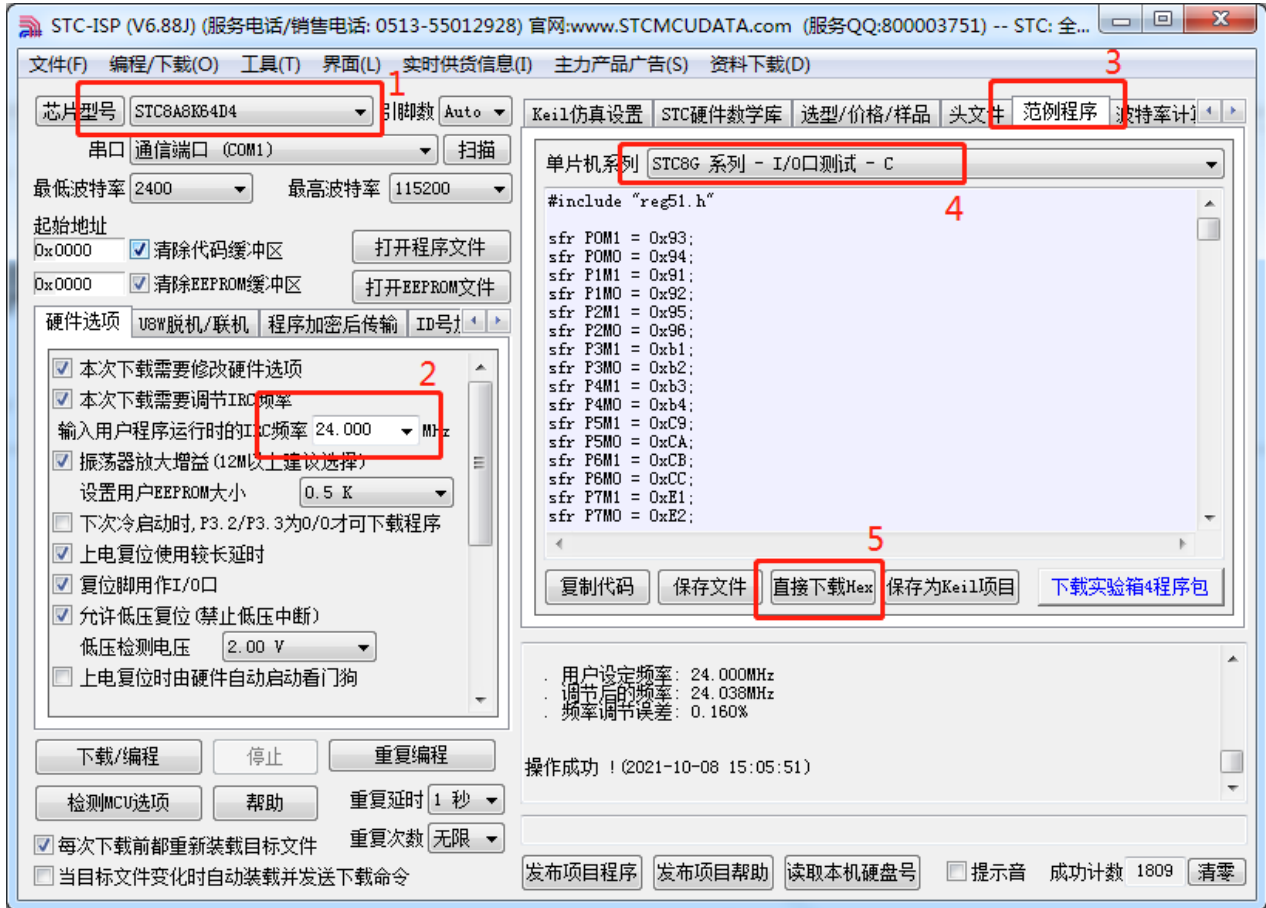 STC-ISP (V6.88J) (服务电话/销售电话: 0513-55012928) 官网:www.STCMCUDATA.com (服务QQ:800003751) -- STC: 全...
文件(F) 编程/下载(O) 工具(T) 界面(L) 实时供货信息(I) 主力产品广告(S) 资料下载(D)
1
3
芯片型号 STC8A8K64D4 引脚数 Auto
串口 通信端口 (COM1) 扫描
最低波特率 2400 最高波特率 115200
起始地址
0x0000 清除代码缓冲区 打开程序文件
0x0000 清除EEPROM缓冲区 打开EEPROM文件
硬件选项 U8W脱机/联机 程序加密后传输 ID号
本次下载需要修改硬件选项
2
本次下载需要调节IRC频率
输入用户程序运行时的IRC频率 24.000 MHz
振荡器放大增益(12M以上建议选择)
设置用户EEPROM大小 0.5 K
下次冷启动时,P3.2/P3.3为0/0才可下载程序
上电复位使用较长延时
复位脚用作I/O口
允许低压复位(禁止低压中断)
低压检测电压 2.00 V
上电复位时由硬件自动启动看门狗
下载/编程 停止 重复编程
检测MCU选项 帮助 重复延时 1 秒
每次下载前都重新装载目标文件 重复次数 无限
当目标文件变化时自动装载并发送下载命令
Keil仿真设置 STC硬件数学库 选型/价格/样品 头文件 范例程序 波特率计
单片机系列 STC8G 系列 - I/O口测试 - C
4
#include "reg51.h"
sfr P0M1 = 0x93;
sfr P0M0 = 0x94;
sfr P1M1 = 0x91;
sfr P1M0 = 0x92;
sfr P2M1 = 0x95;
sfr P2M0 = 0x96;
sfr P3M1 = 0xb1;
sfr P3M0 = 0xb2;
sfr P4M1 = 0xb3;
sfr P4M0 = 0xb4;
sfr P5M1 = 0xC9;
sfr P5M0 = 0xCA;
sfr P6M1 = 0xCB;
sfr P6M0 = 0xCC;
sfr P7M1 = 0xE1;
sfr P7M0 = 0xE2;
5
复制代码 保存文件 直接下载Hex 保存为Keil项目 下载实验箱4程序包
. 用户设定频率: 24.000MHz
. 调节后的频率: 24.038MHz
. 频率调节误差: 0.160%
操作成功 !(2021-10-08 15:05:51)
发布项目程序 发布项目帮助 读取本机硬盘号 提示音 成功计数 1809 清零